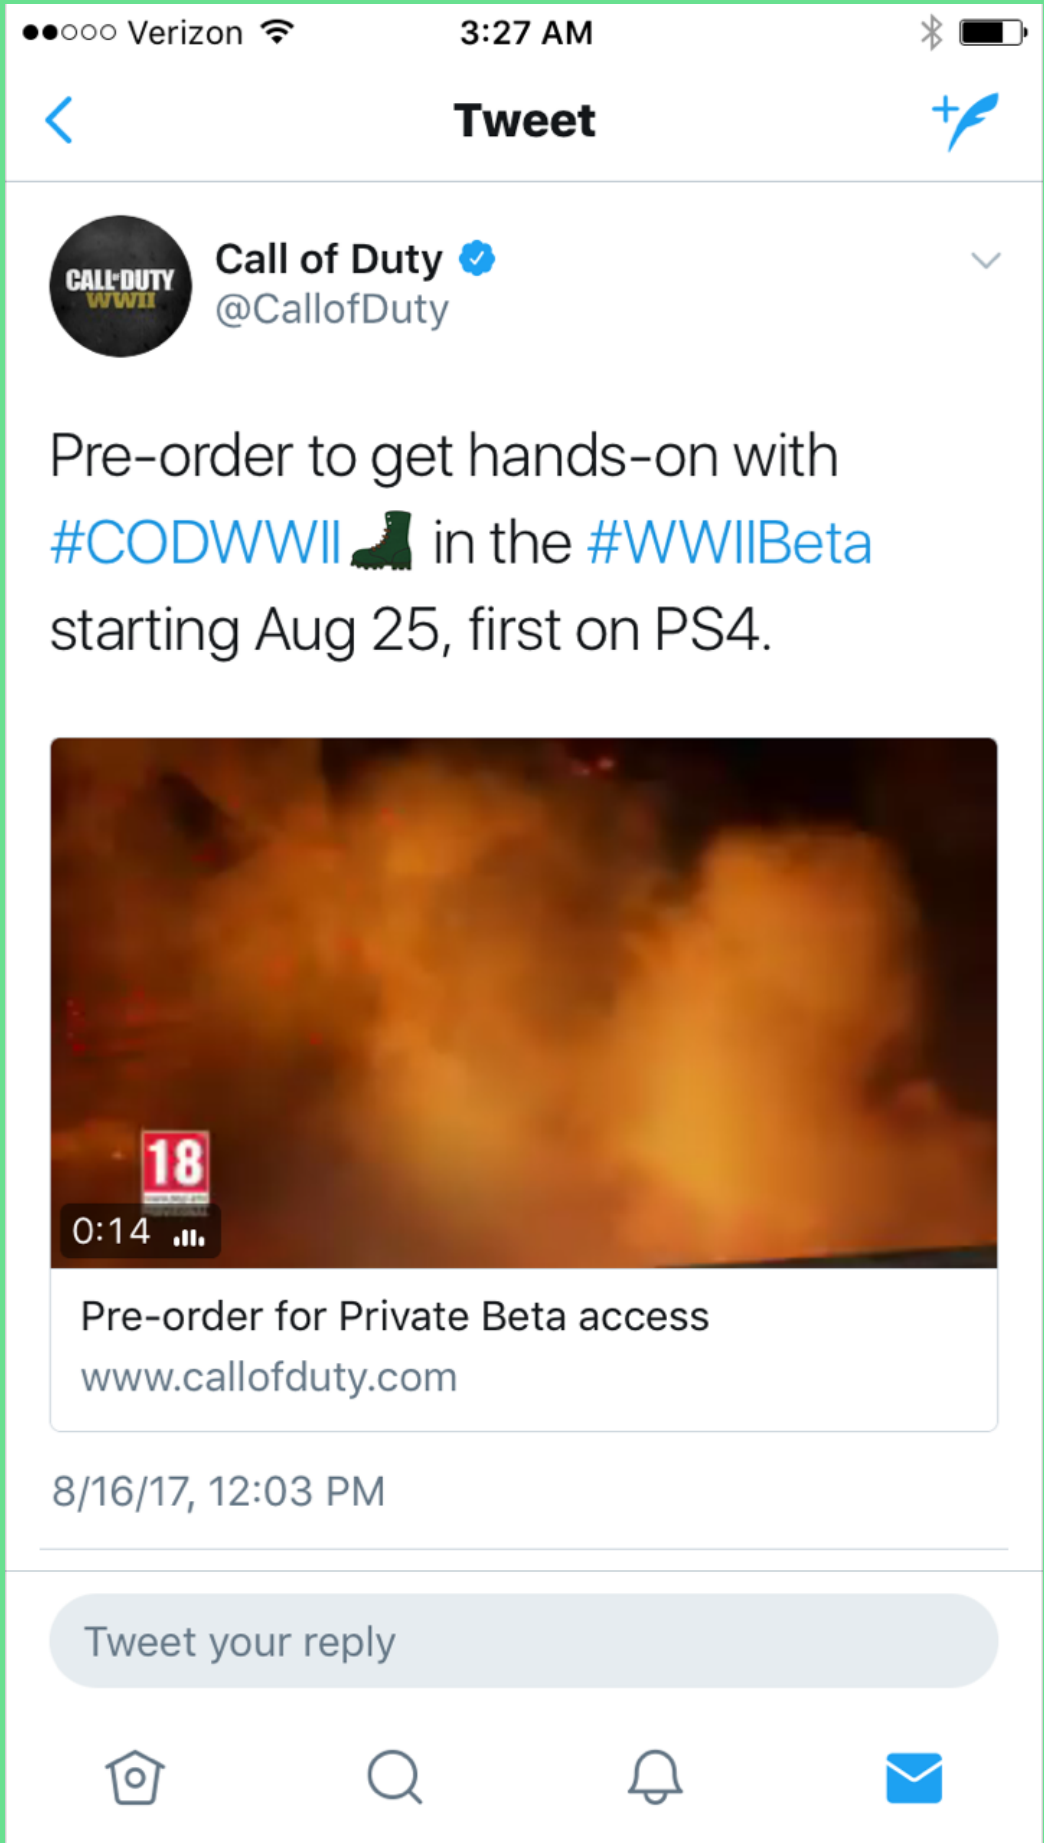 Verizon 3:27 AM
Tweet
CALL OF DUTY
WWII
Call of Duty
@CallofDuty
Pre-order to get hands-on with
#CODWWII in the #WWIIBeta
starting Aug 25, first on PS4.
18
0:14
Pre-order for Private Beta access
www.callofduty.com
8/16/17, 12:03 PM
Tweet your reply